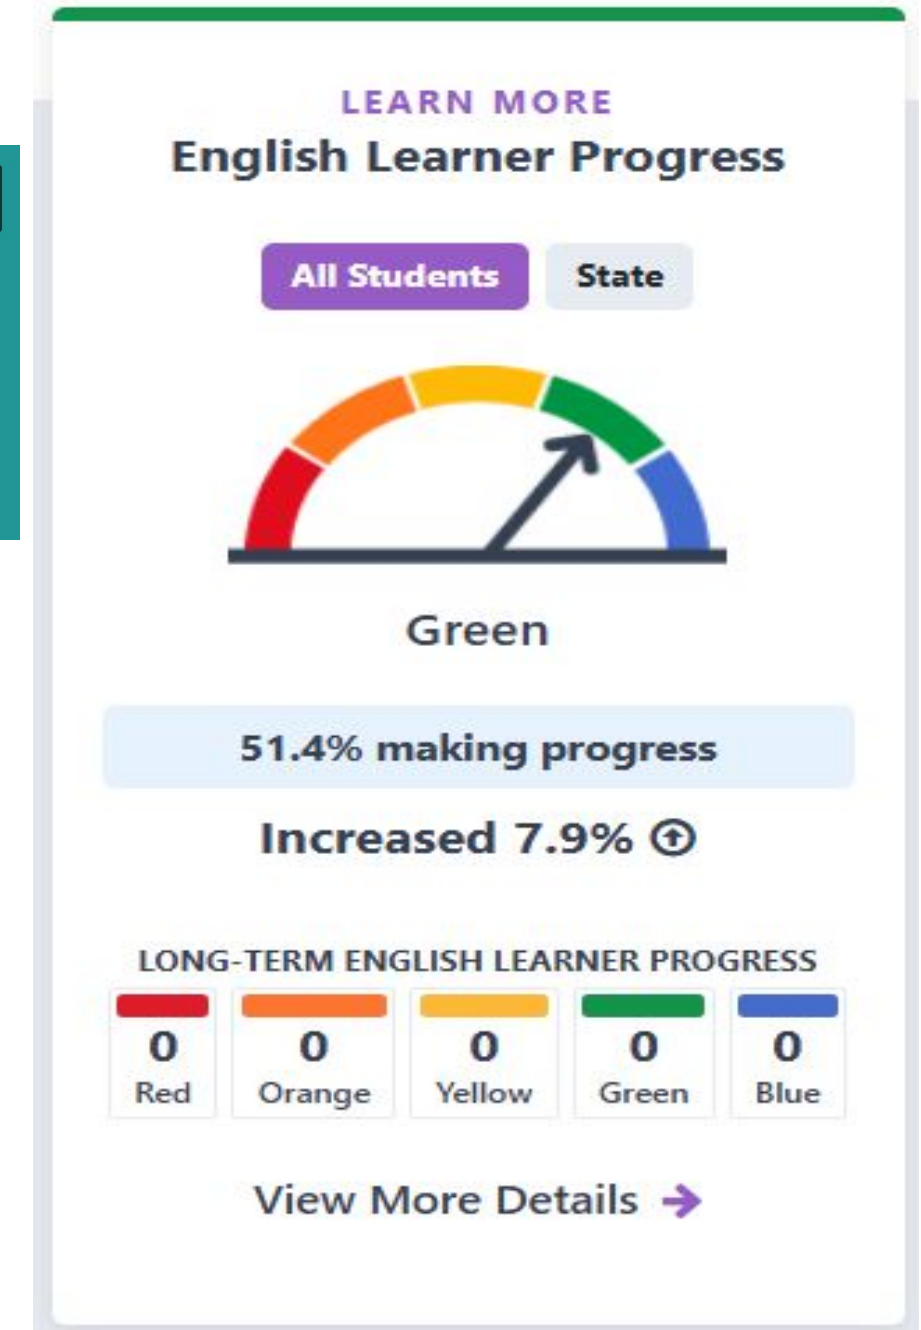 LEARN MORE
English Learner Progress
All Students State
Green
51.4% making progress
Increased 7.9%
LONG-TERM ENGLISH LEARNER PROGRESS
0 0 0 0 0
Red Orange Yellow Green Blue
View More Details